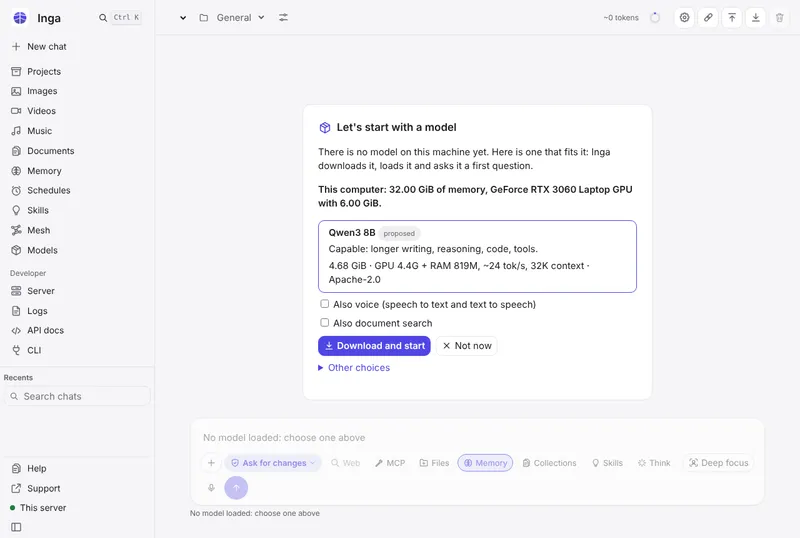 Inga
Ctrl K
New chat
Projects
Images
Videos
Music
Documents
Memory
Schedules
Skills
Mesh
Models
Developer
Server
Logs
API docs
CLI
Recents
Search chats
Help
Support
This server
General
~0 tokens
Let's start with a model
There is no model on this machine yet. Here is one that fits it: Inga
downloads it, loads it and asks it a first question.
This computer: 32.00 GiB of memory, GeForce RTX 3060 Laptop GPU
with 6.00 GiB.
Qwen3 8B proposed
Capable: longer writing, reasoning, code, tools.
4.68 GiB · GPU 4.4G + RAM 819M, ~24 tok/s, 32K context ·
Apache-2.0
Also voice (speech to text and text to speech)
Also document search
Download and start Not now
Other choices
No model loaded: choose one above
Ask for changes Web MCP Files Memory Collections Skills Think Deep focus
No model loaded: choose one above